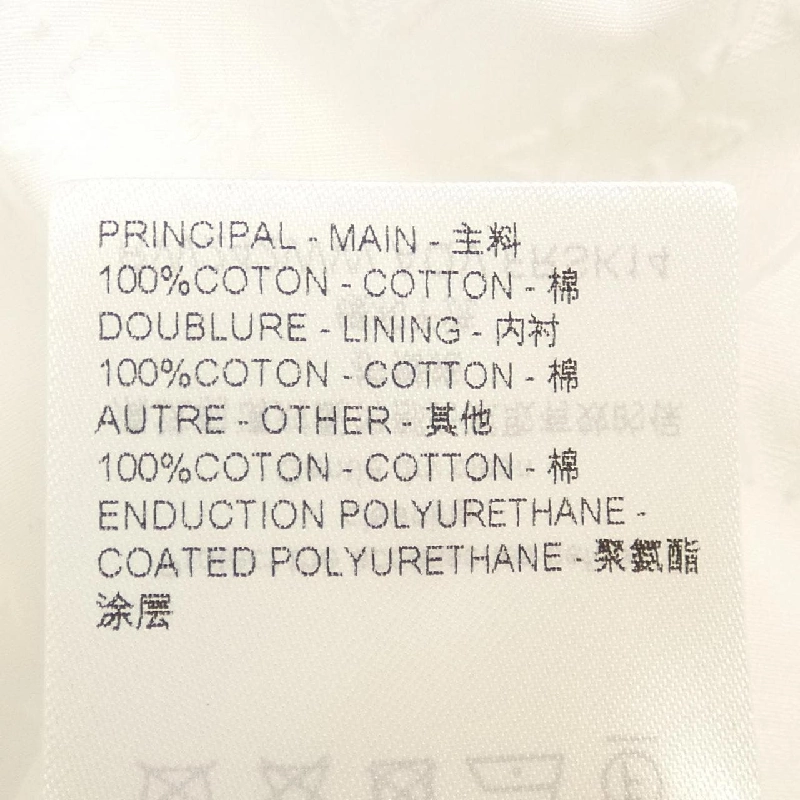 PRINCIPAL - MAIN - 主料
100%COTON - COTTON - 棉
DOUBLURE - LINING - 内衬
100%COTON - COTTON - 棉
AUTRE - OTHER - 其他
100%COTON - COTTON - 棉
ENDUCTION POLYURETHANE -
COATED POLYURETHANE - 聚氨酯
涂层